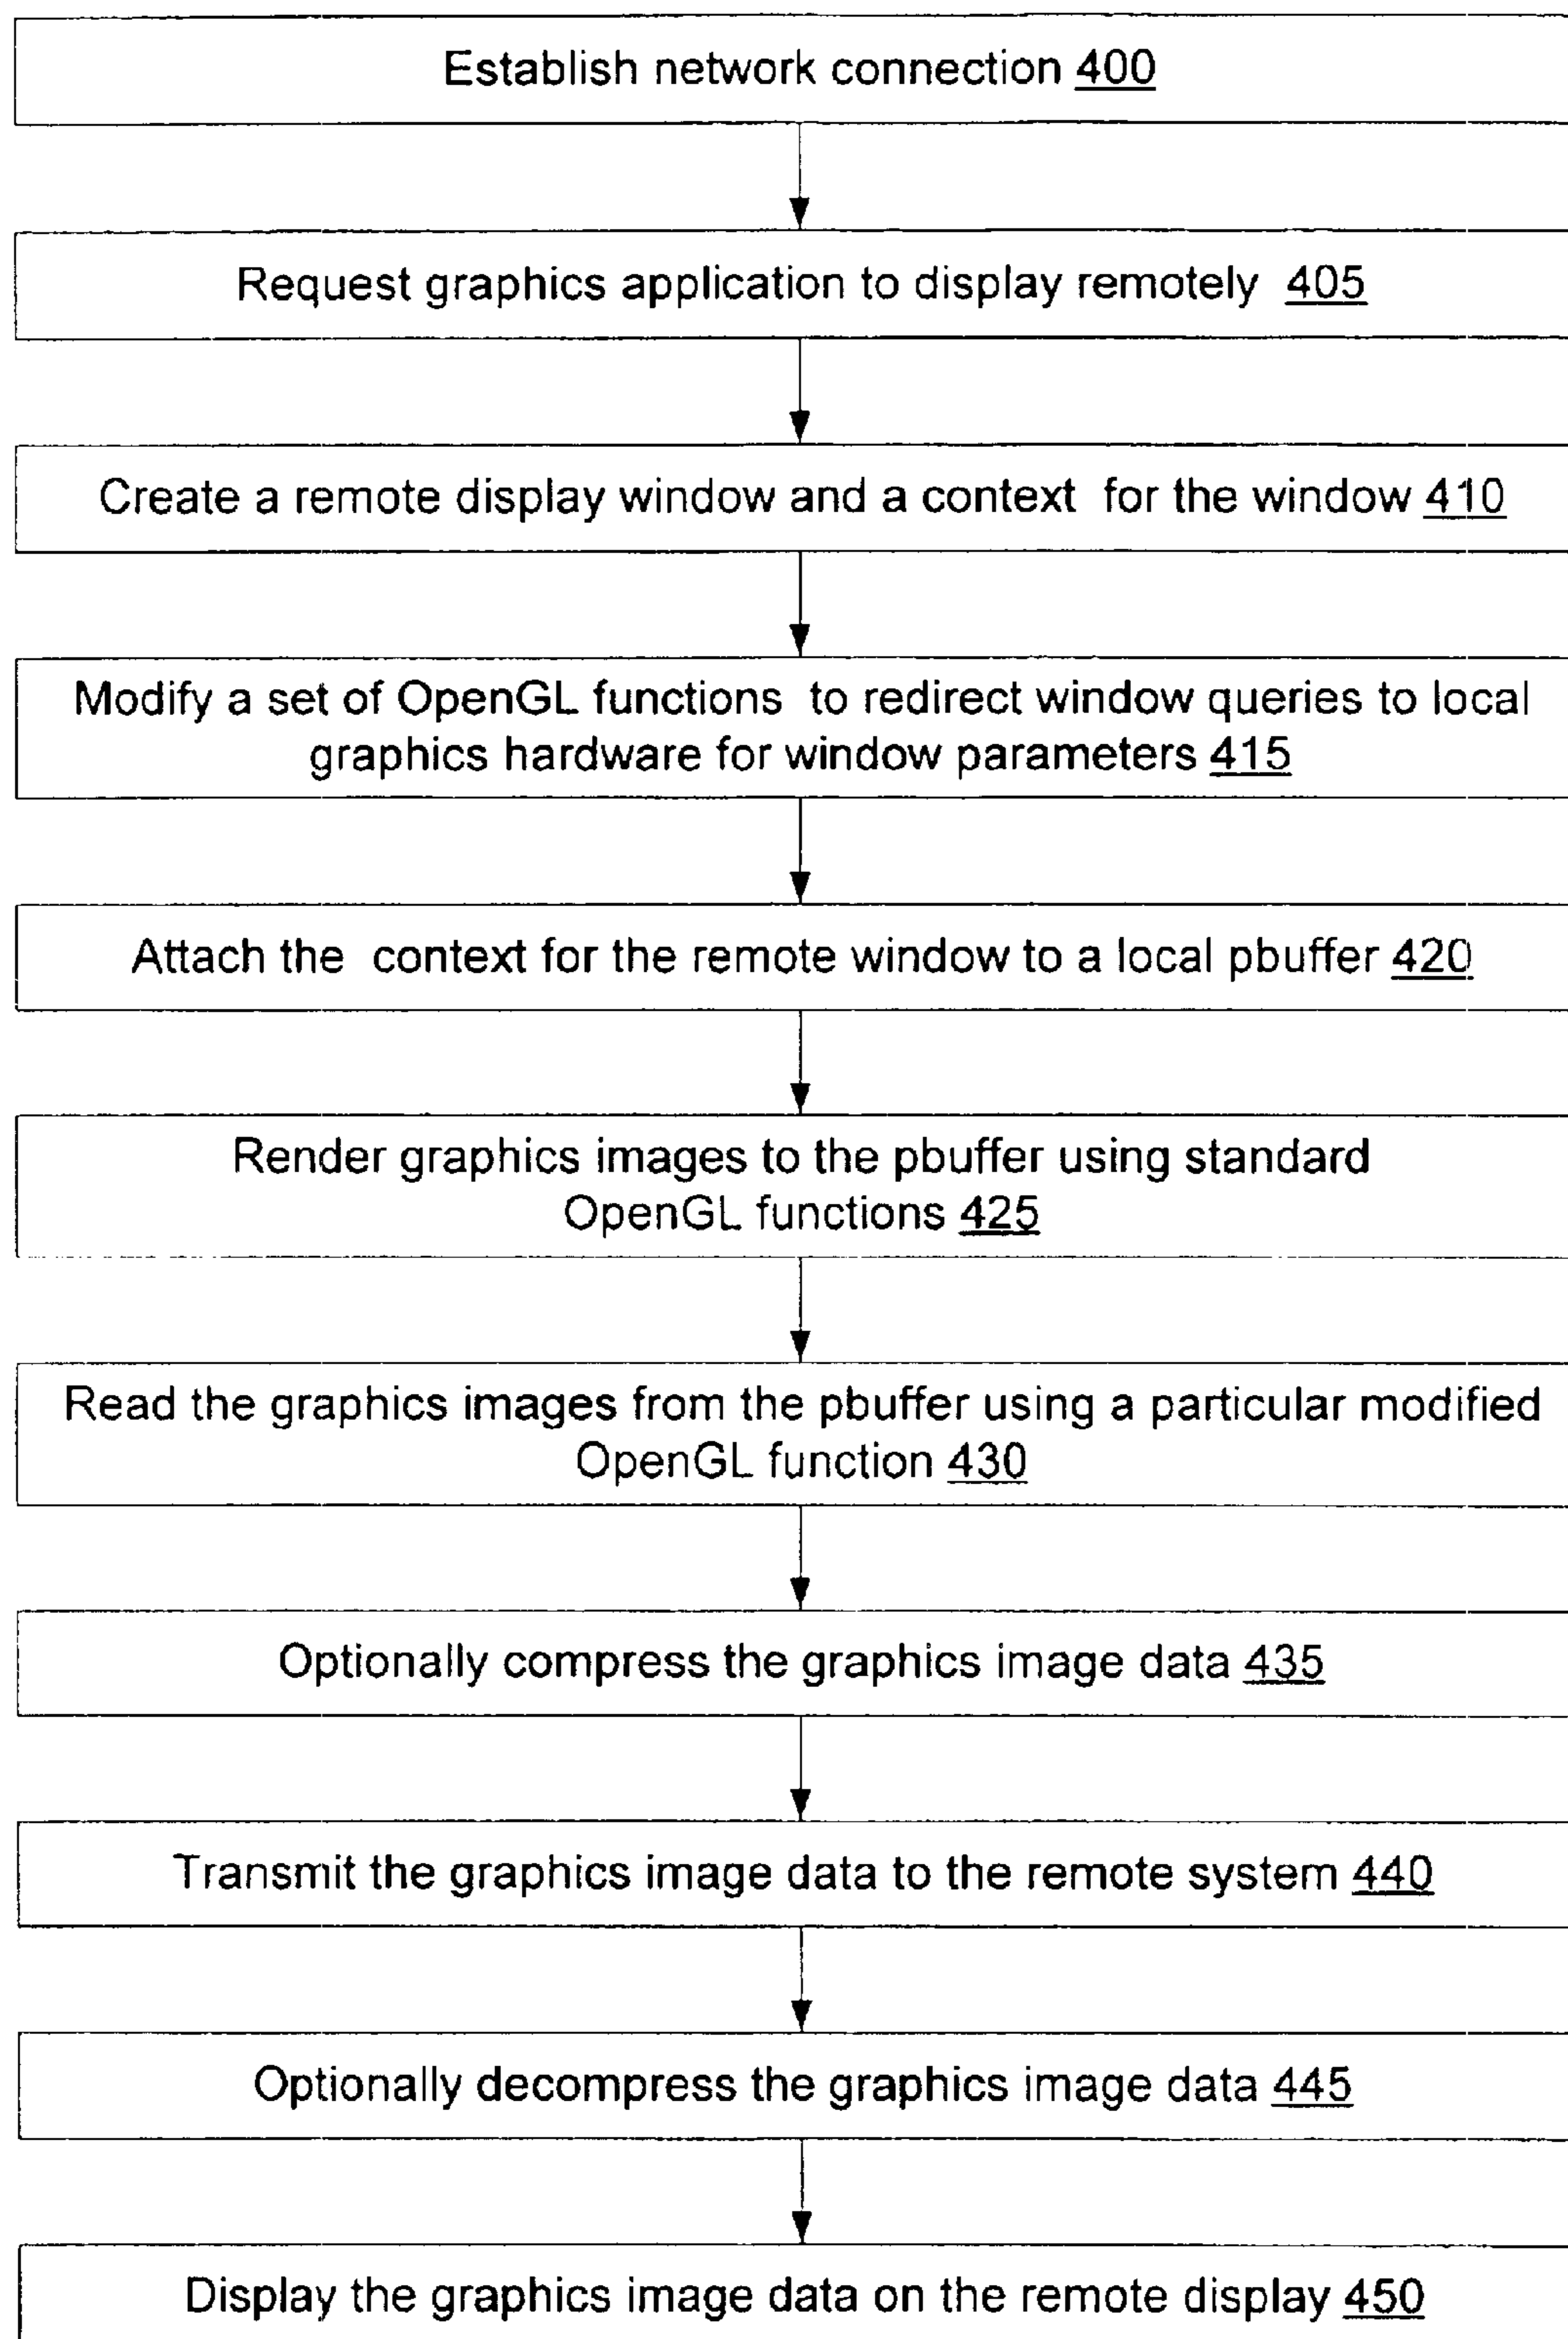 Establish network connection 400
Request graphics application to display remotely 405
Create a remote display window and a context for the window 410
Modify a set of OpenGL functions to redirect window queries to local
graphics hardware for window parameters 415
Attach the context for the remote window to a local pbuffer 420
Render graphics images to the pbuffer using standard
OpenGL functions 425
Read the graphics images from the pbuffer using a particular modified
OpenGL function 430
Optionally compress the graphics image data 435
Transmit the graphics image data to the remote system 440
Optionally decompress the graphics image data 445
Display the graphics image data on the remote display 450